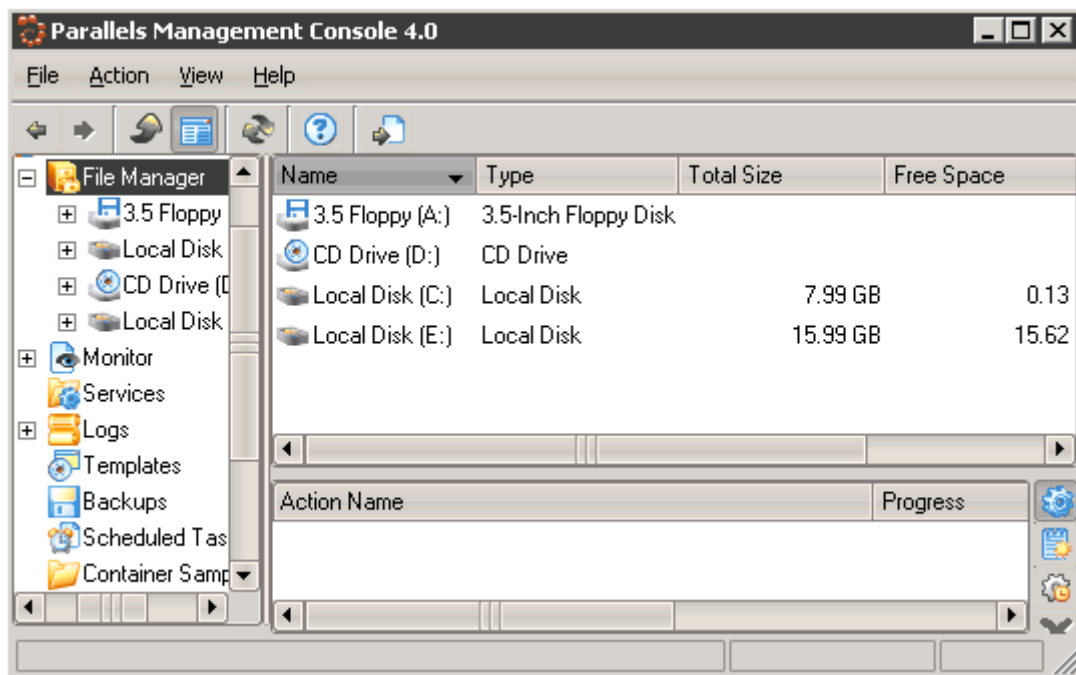 Parallels Management Console 4.0
File Action View Help
File Manager
3.5 Floppy
Local Disk
CD Drive (D
Local Disk
Monitor
Services
Logs
Templates
Backups
Scheduled Tas
Container Samp
Name Type Total Size Free Space
3.5 Floppy (A:) 3.5-Inch Floppy Disk
CD Drive (D:) CD Drive
Local Disk (C:) Local Disk 7.99 GB 0.13
Local Disk (E:) Local Disk 15.99 GB 15.62
Action Name Progress